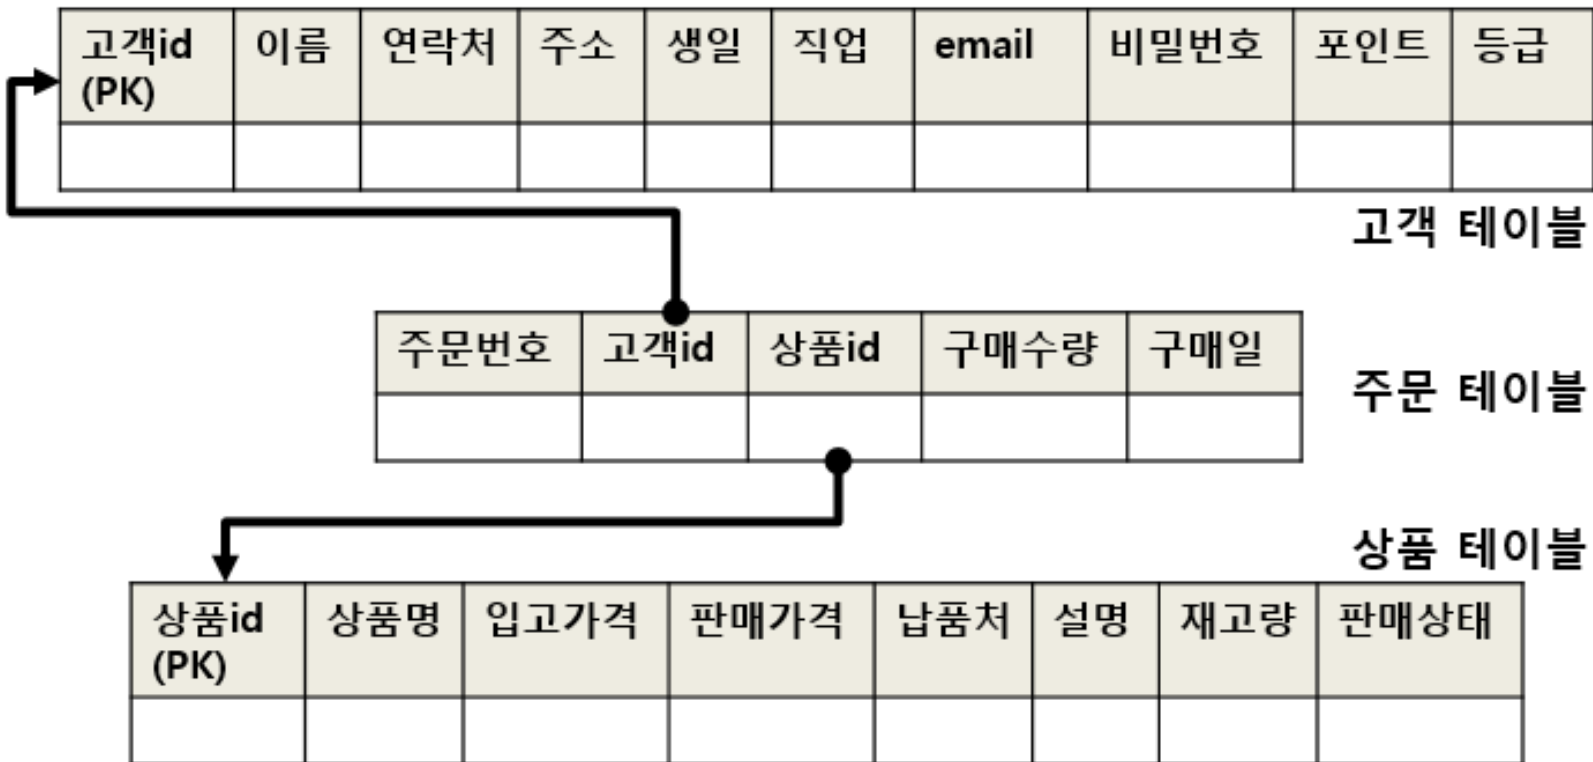 고객id 이름 연락처 주소 생일 직업 email 비밀번호 포인트 등급
(PK)
고객 테이블
주문번호 고객id 상품id 구매수량 구매일
주문 테이블
상품 테이블
상품id 상품명 입고가격 판매가격 납품처 설명 재고량 판매상태
(PK)